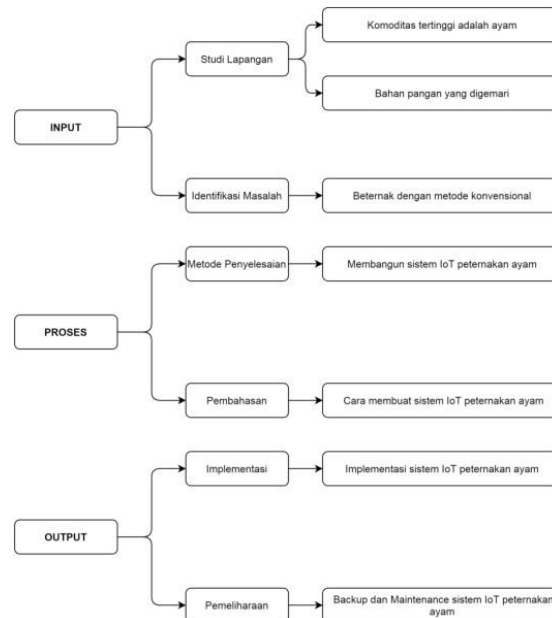 Komoditas tertinggi adalah ayam
Studi Lapangan
Bahan pangan yang digemari
INPUT
Identifikasi Masalah
Beternak dengan metode konvensional
Metode Penyelesaian
Membangun sistem IoT peternakan ayam
PROSES
Pembahasan
Cara membuat sistem IoT peternakan ayam
Implementasi
Implementasi sistem IoT peternakan ayam
OUTPUT
Pemeliharaan
Backup dan Maintenance sistem IoT peternakan
ayam